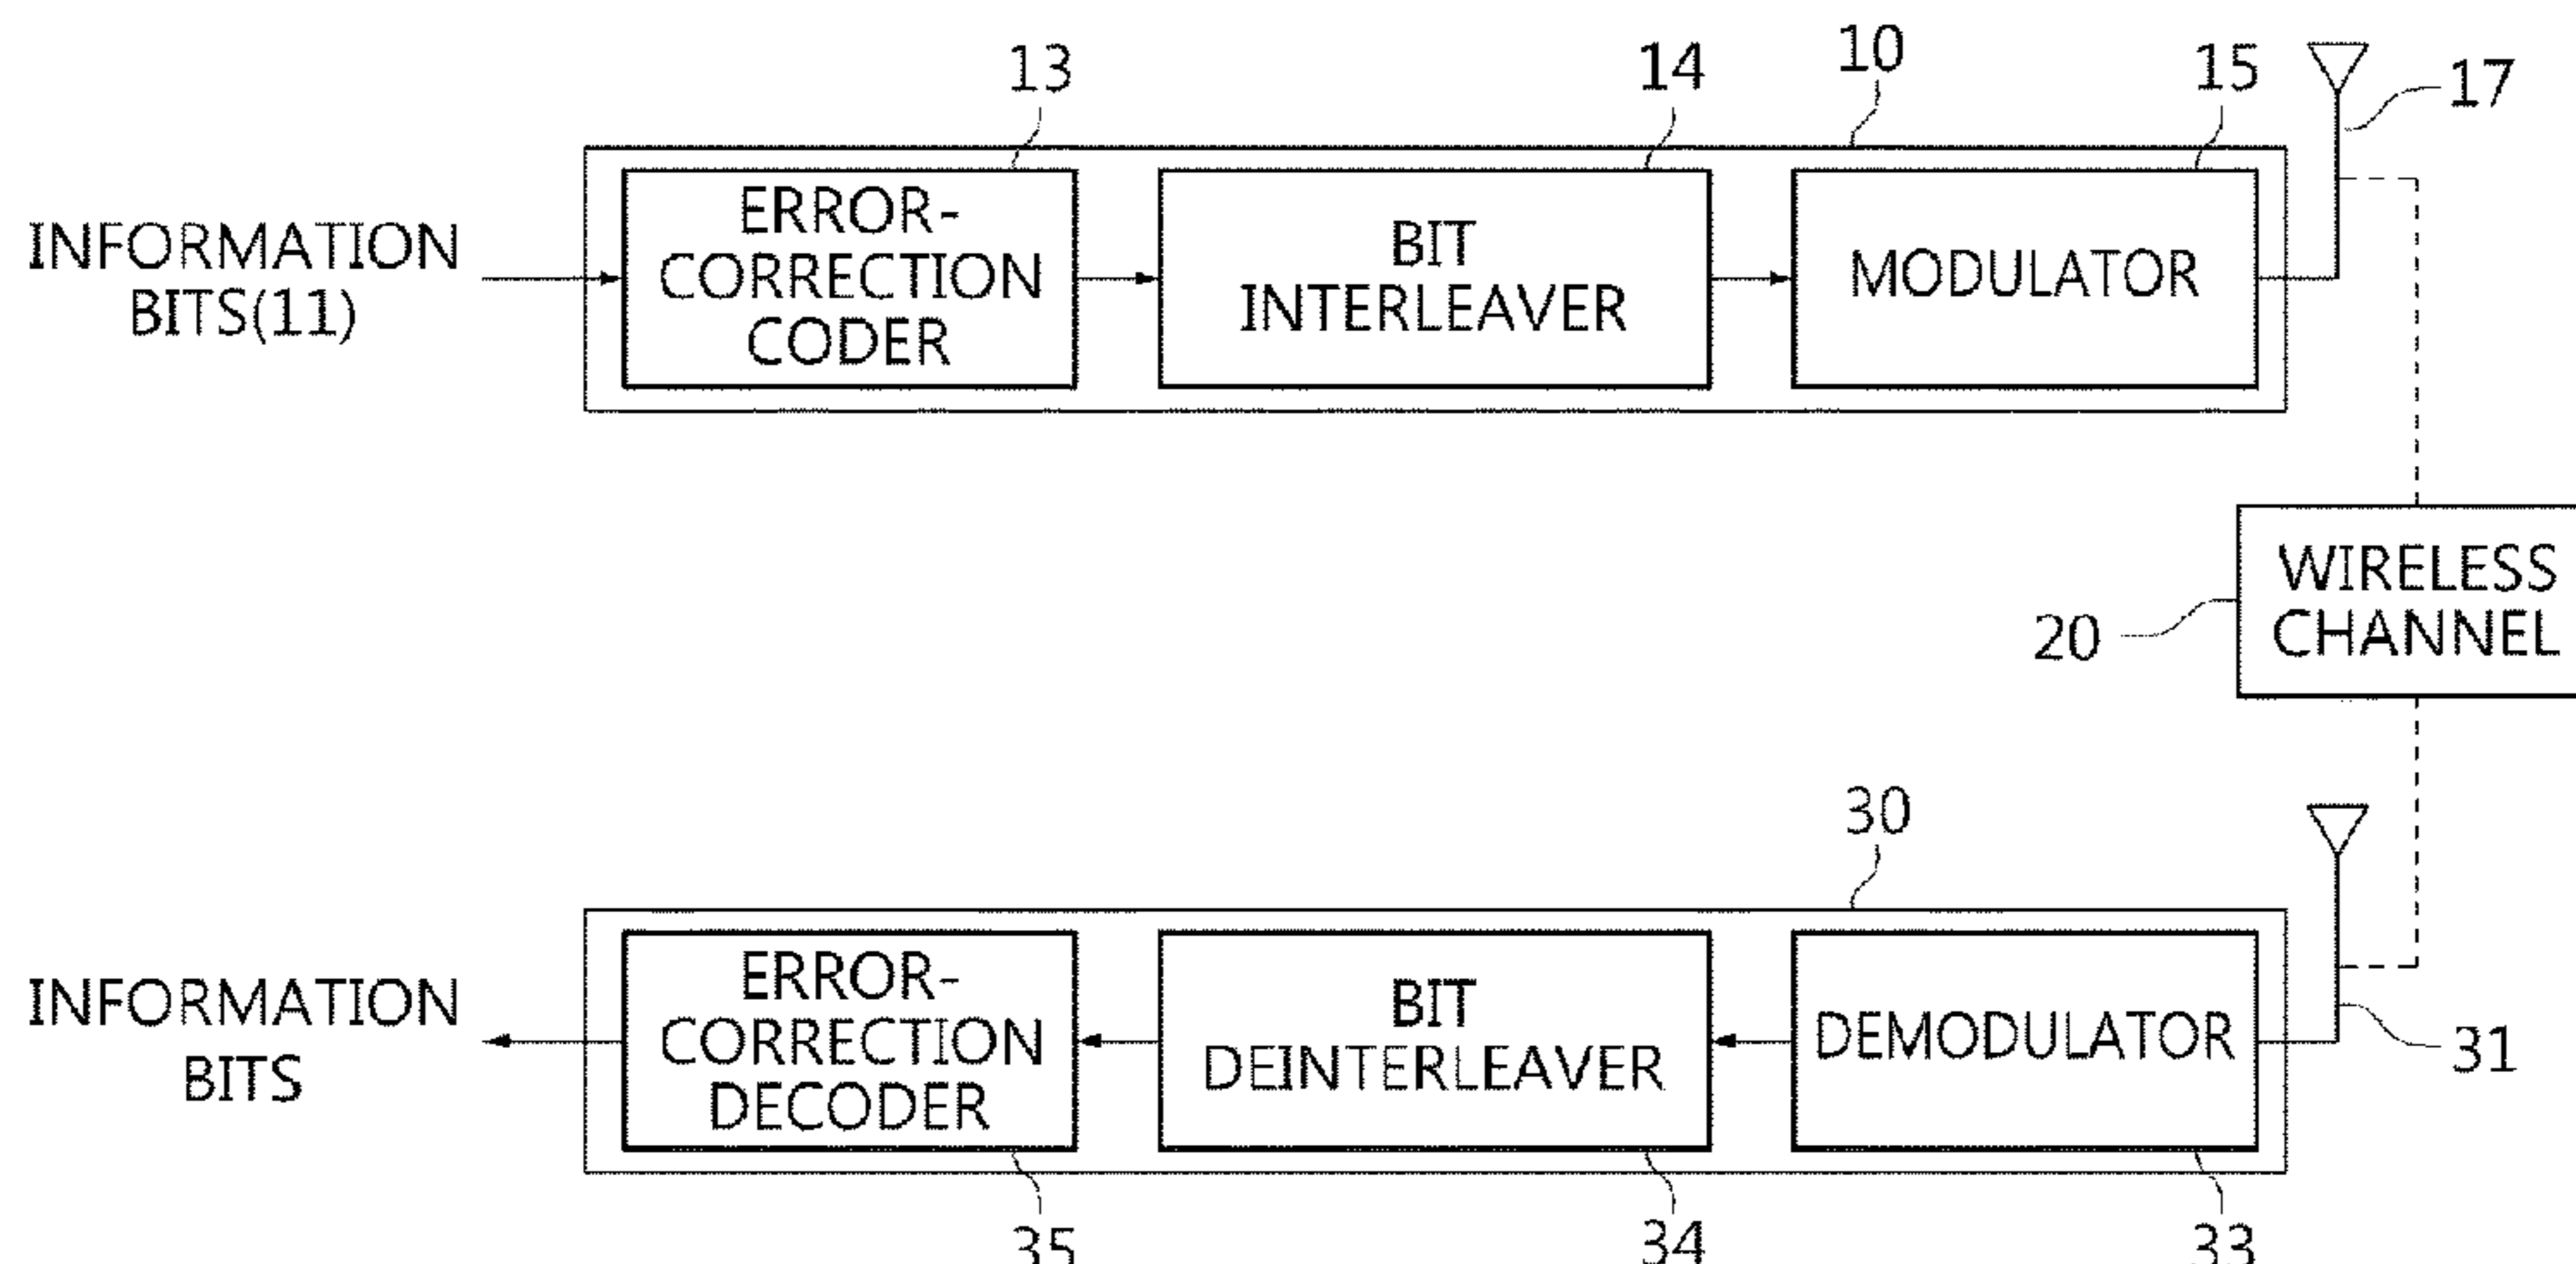 13
14
10
15
17
INFORMATION
BITS(11)
ERROR-
CORRECTION
CODER
BIT
INTERLEAVER
MODULATOR
WIRELESS
CHANNEL
20
30
INFORMATION
BITS
ERROR-
CORRECTION
DECODER
BIT
DEINTERLEAVER
DEMODULATOR
31
35
34
33